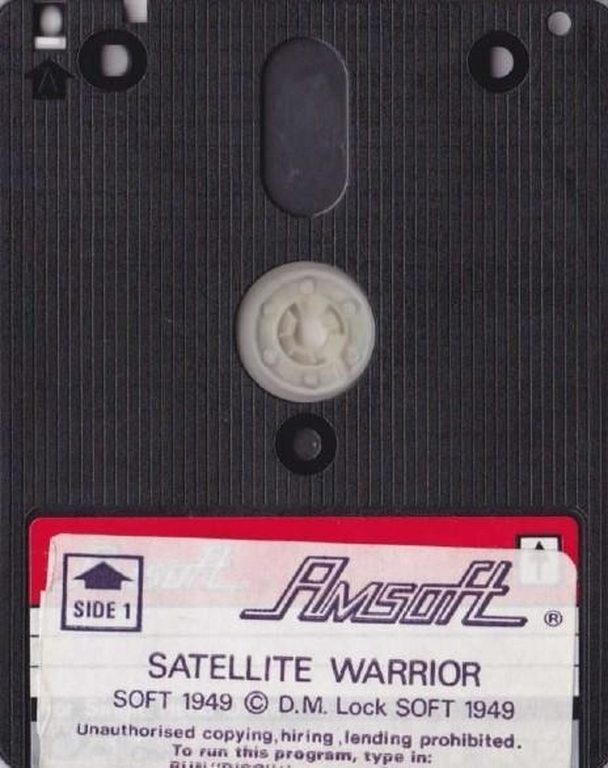 SIDE 1
Amsoft ®
SATELLITE WARRIOR
SOFT 1949 © D.M. Lock SOFT 1949
Unauthorised copying,hiring,lending prohibited.
To run this program, type in: